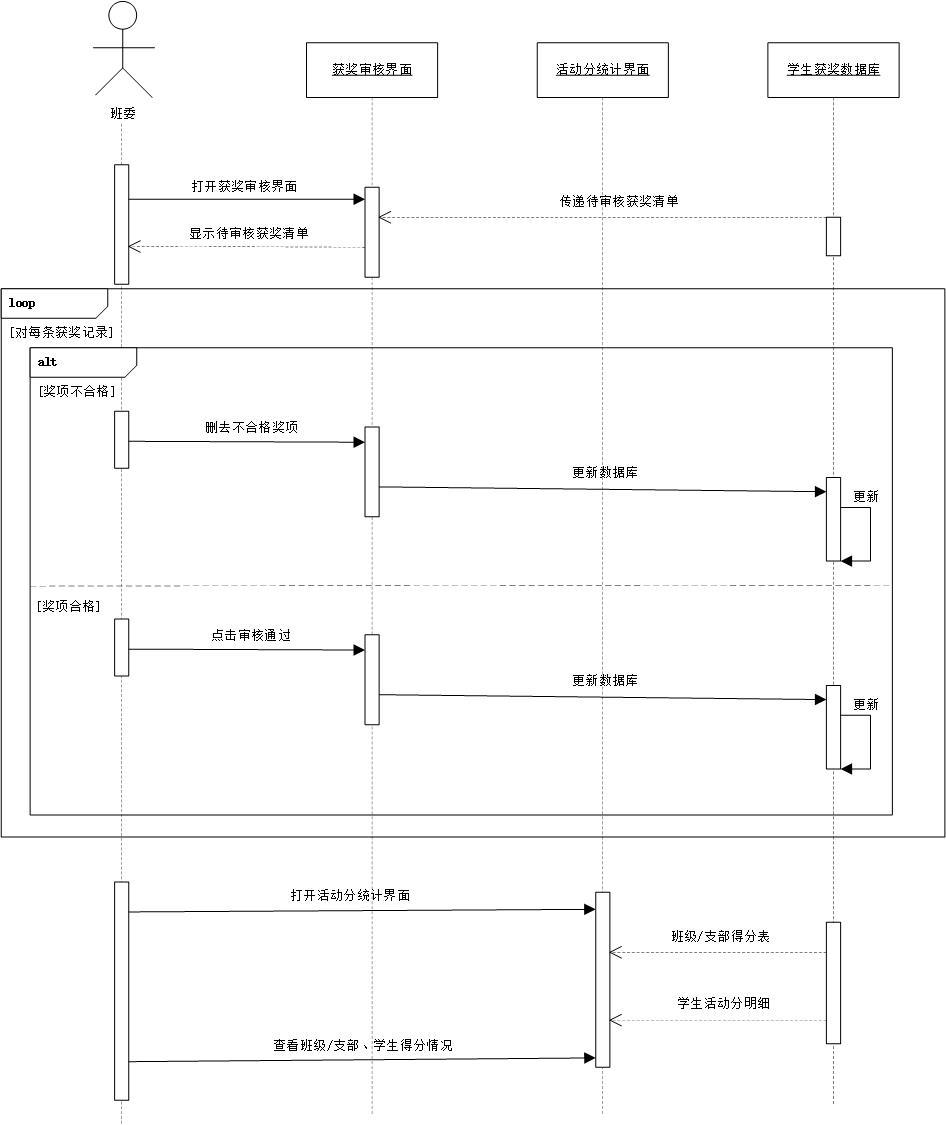 班委
获奖审核界面
活动分统计界面
学生获奖数据库
打开获奖审核界面
传递待审核获奖清单
显示待审核获奖清单
loop
[对每条获奖记录]
alt
[奖项不合格]
删去不合格奖项
更新数据库
更新
[奖项合格]
点击审核通过
更新数据库
更新
打开活动分统计界面
班级/支部得分表
学生活动分明细
查看班级/支部、学生得分情况